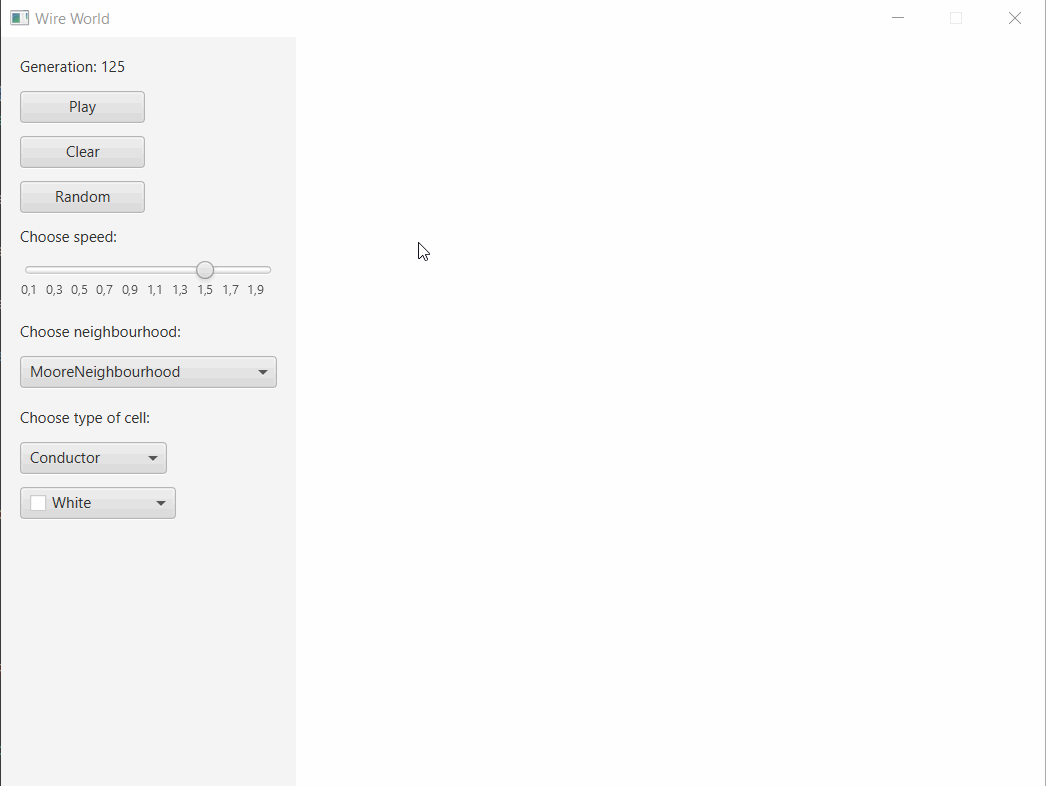 Wire World
Generation: 125
Play
Clear
Random
Choose speed:
0,1 0,3 0,5 0,7 0,9 1,1 1,3 1,5 1,7 1,9
Choose neighbourhood:
MooreNeighbourhood
Choose type of cell:
Conductor
White